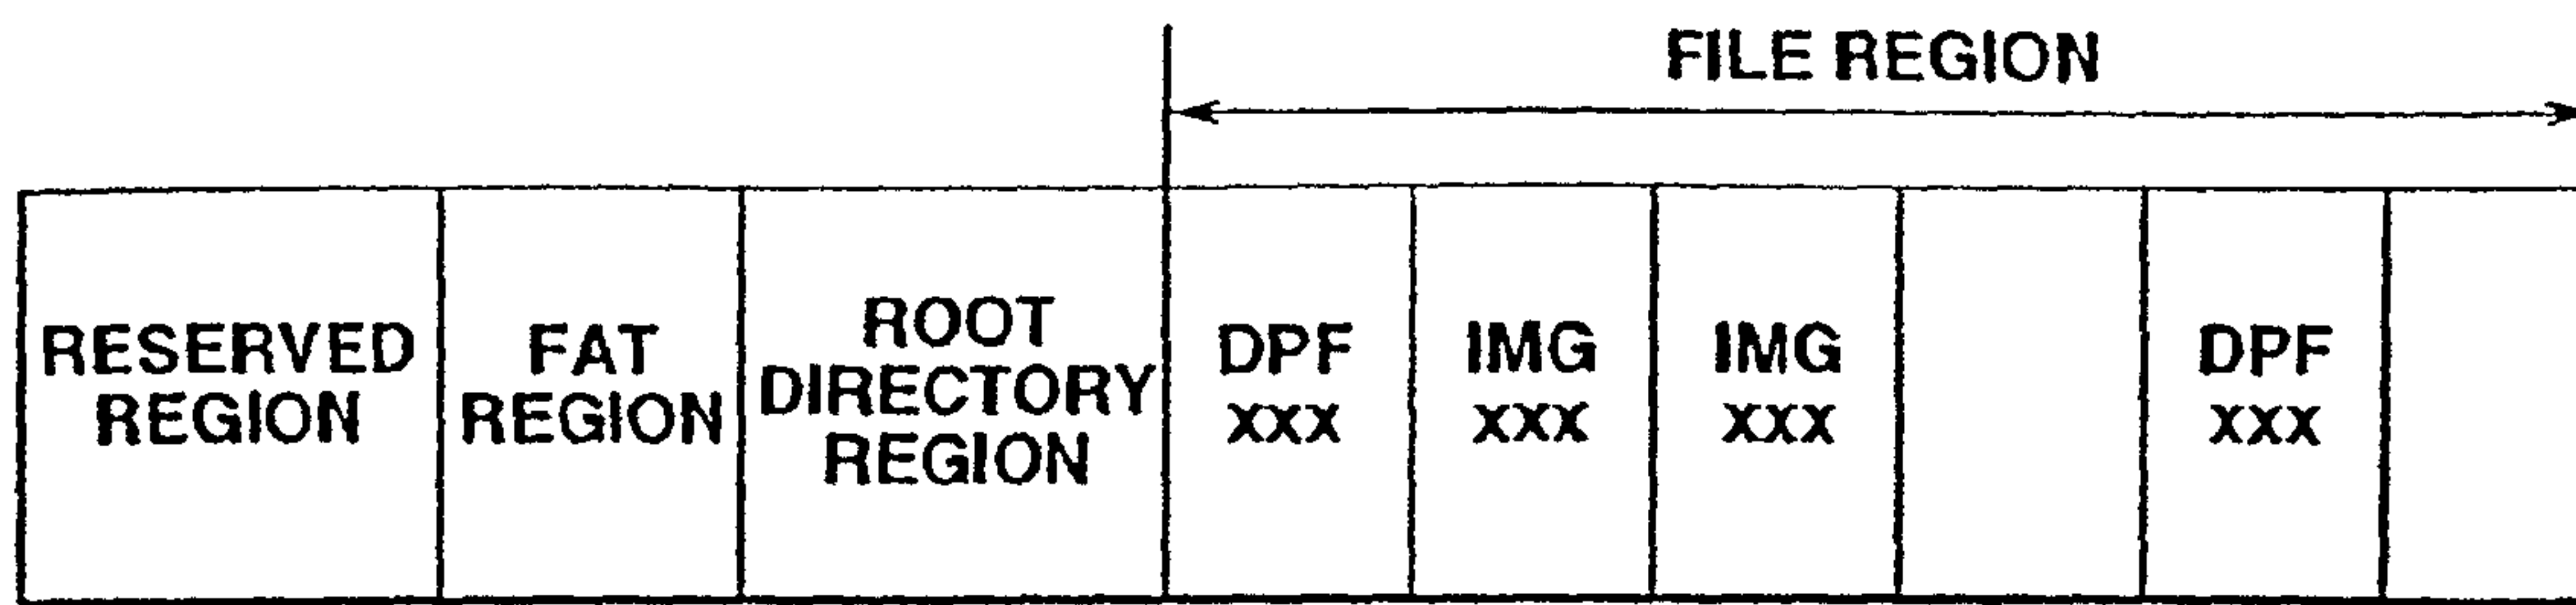 FILE REGION
RESERVED
REGION
FAT
REGION
ROOT
DIRECTORY
REGION
DPF
xxx
IMG
xxx
IMG
xxx
DPF
xxx